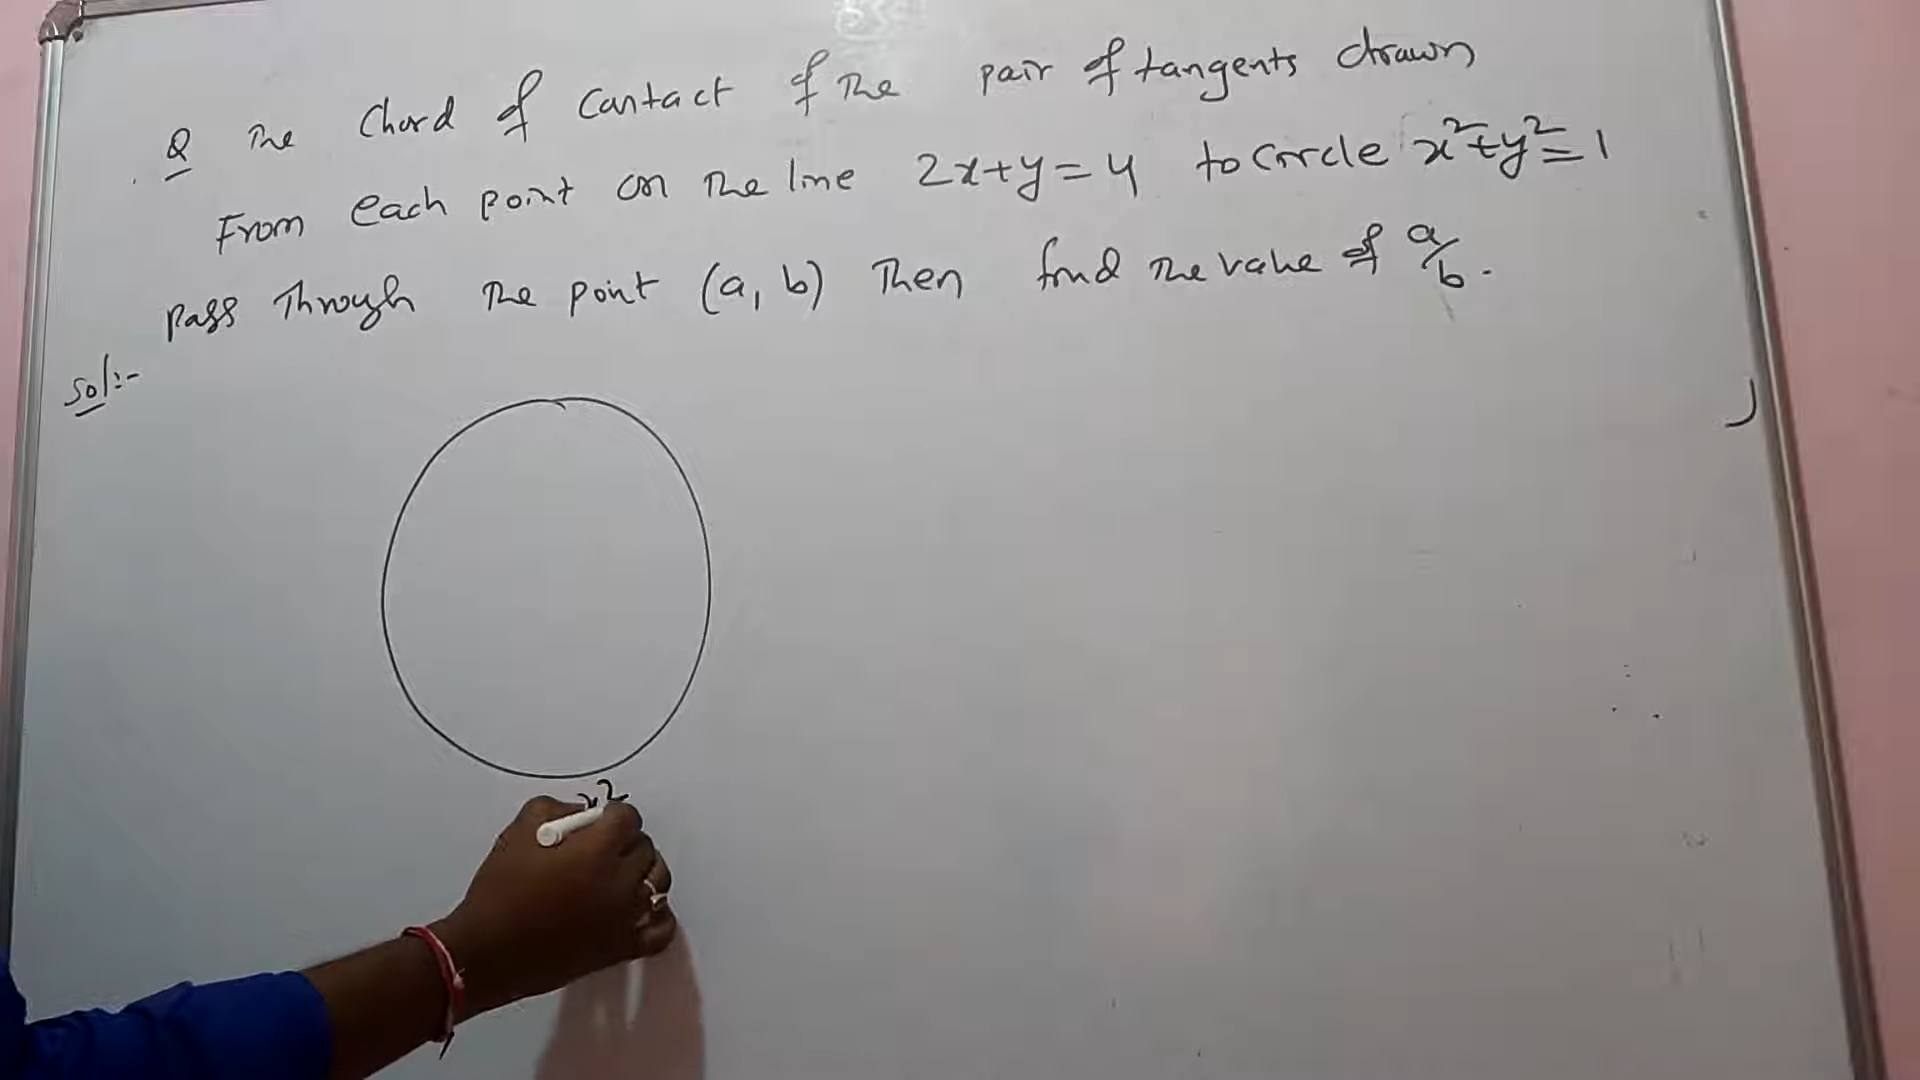 Q The Chord of Contact of The pair of tangents drawn
From each point on The line 2x+y=4 to Circle x²+y²=1
pass Through The point (a, b) Then find The value of a/b.
Sol:-
x²